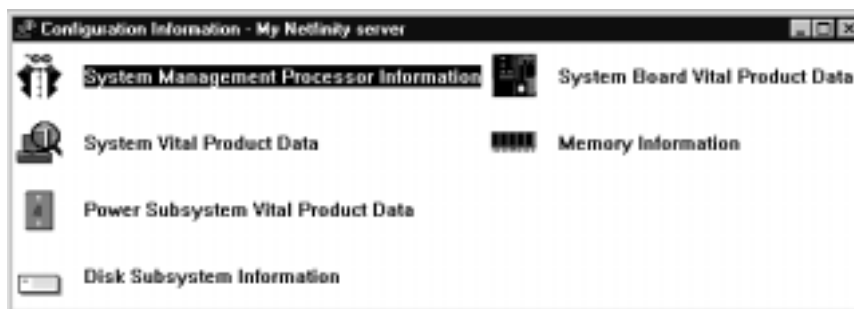 Configuration Information - My Netfinity server
System Management Processor Information
System Board Vital Product Data
System Vital Product Data
Memory Information
Power Subsystem Vital Product Data
Disk Subsystem Information